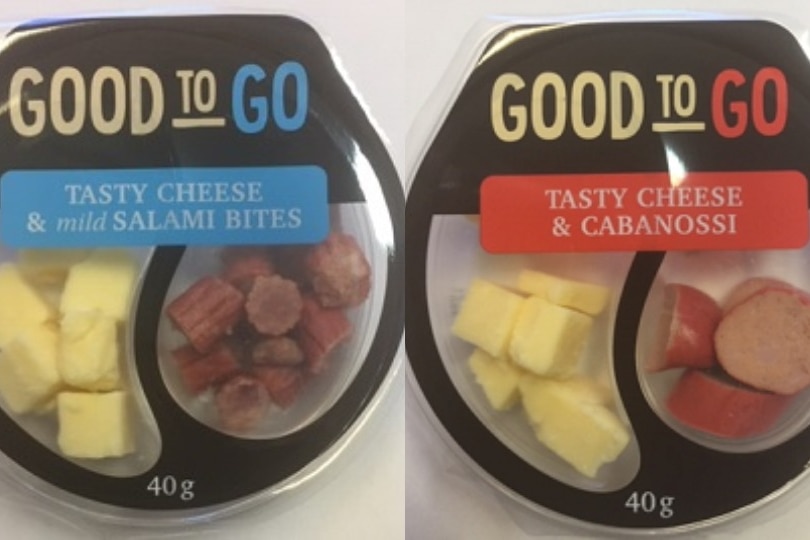 GOOD TO GO
TASTY CHEESE
& mild SALAMI BITES
40g
GOOD TO GO
TASTY CHEESE
& CABANOSSI
40g